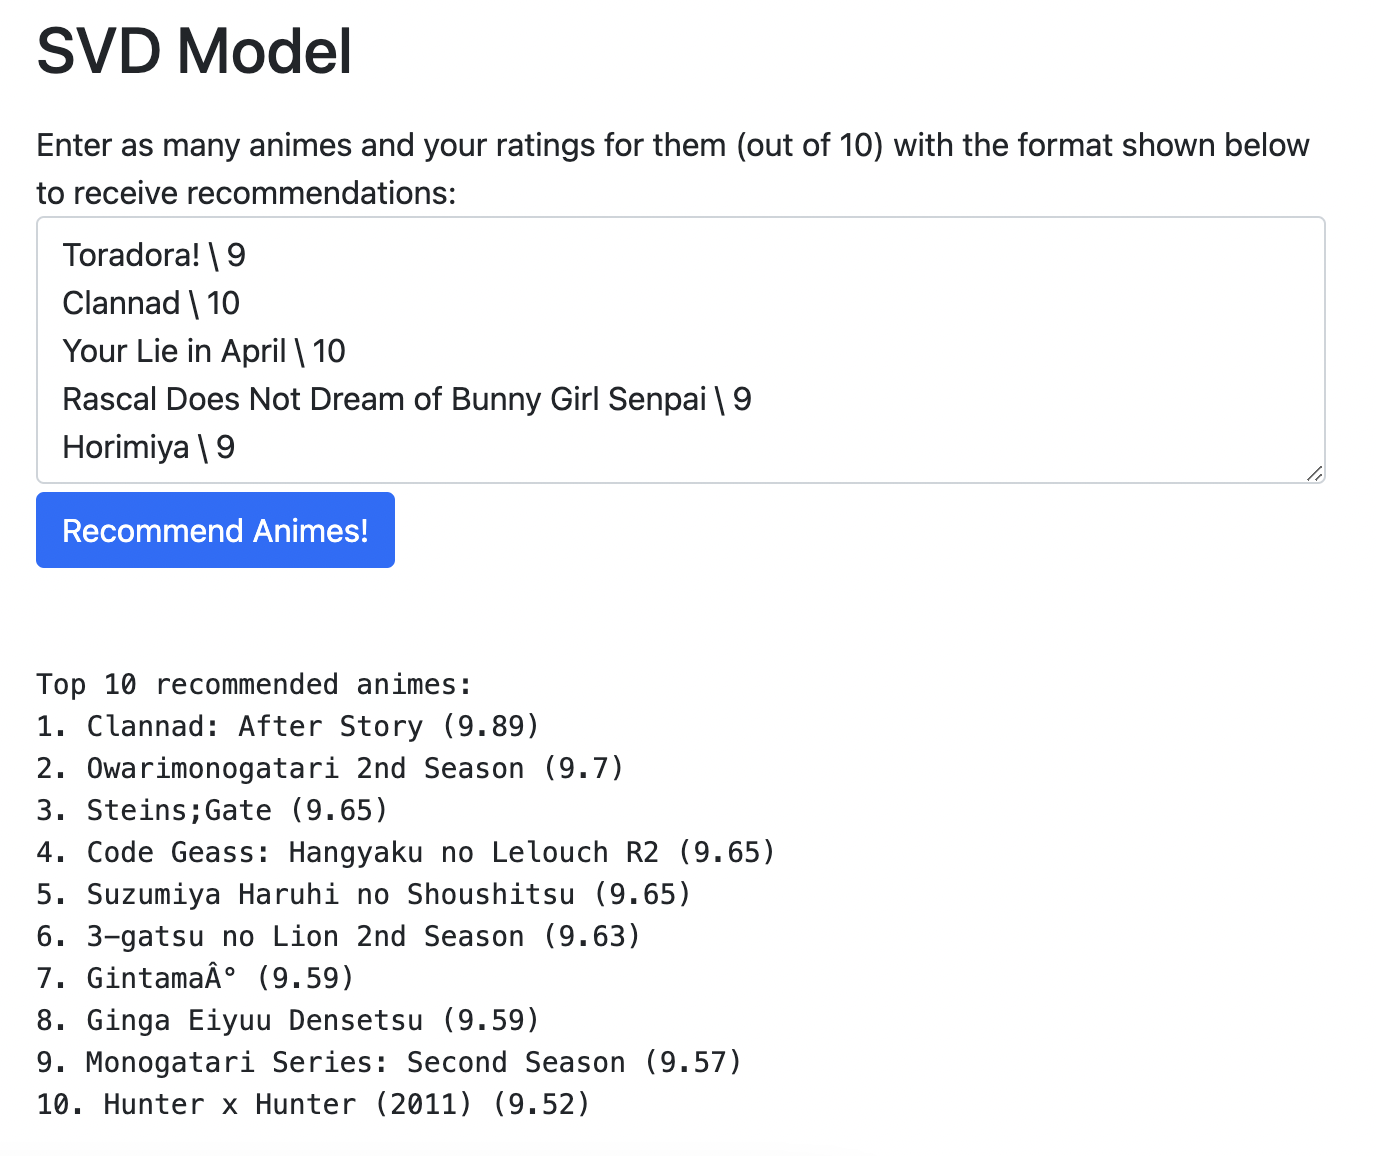 SVD Model
Enter as many animes and your ratings for them (out of 10) with the format shown below
to receive recommendations:
Toradora! \ 9
Clannad \ 10
Your Lie in April \ 10
Rascal Does Not Dream of Bunny Girl Senpai \ 9
Horimiya \ 9
Recommend Animes!
Top 10 recommended animes:
1. Clannad: After Story (9.89)
2. Owarimonogatari 2nd Season (9.7)
3. Steins;Gate (9.65)
4. Code Geass: Hangyaku no Lelouch R2 (9.65)
5. Suzumiya Haruhi no Shoushitsu (9.65)
6. 3-gatsu no Lion 2nd Season (9.63)
7. GintamaÂ° (9.59)
8. Ginga Eiyuu Densetsu (9.59)
9. Monogatari Series: Second Season (9.57)
10. Hunter x Hunter (2011) (9.52)